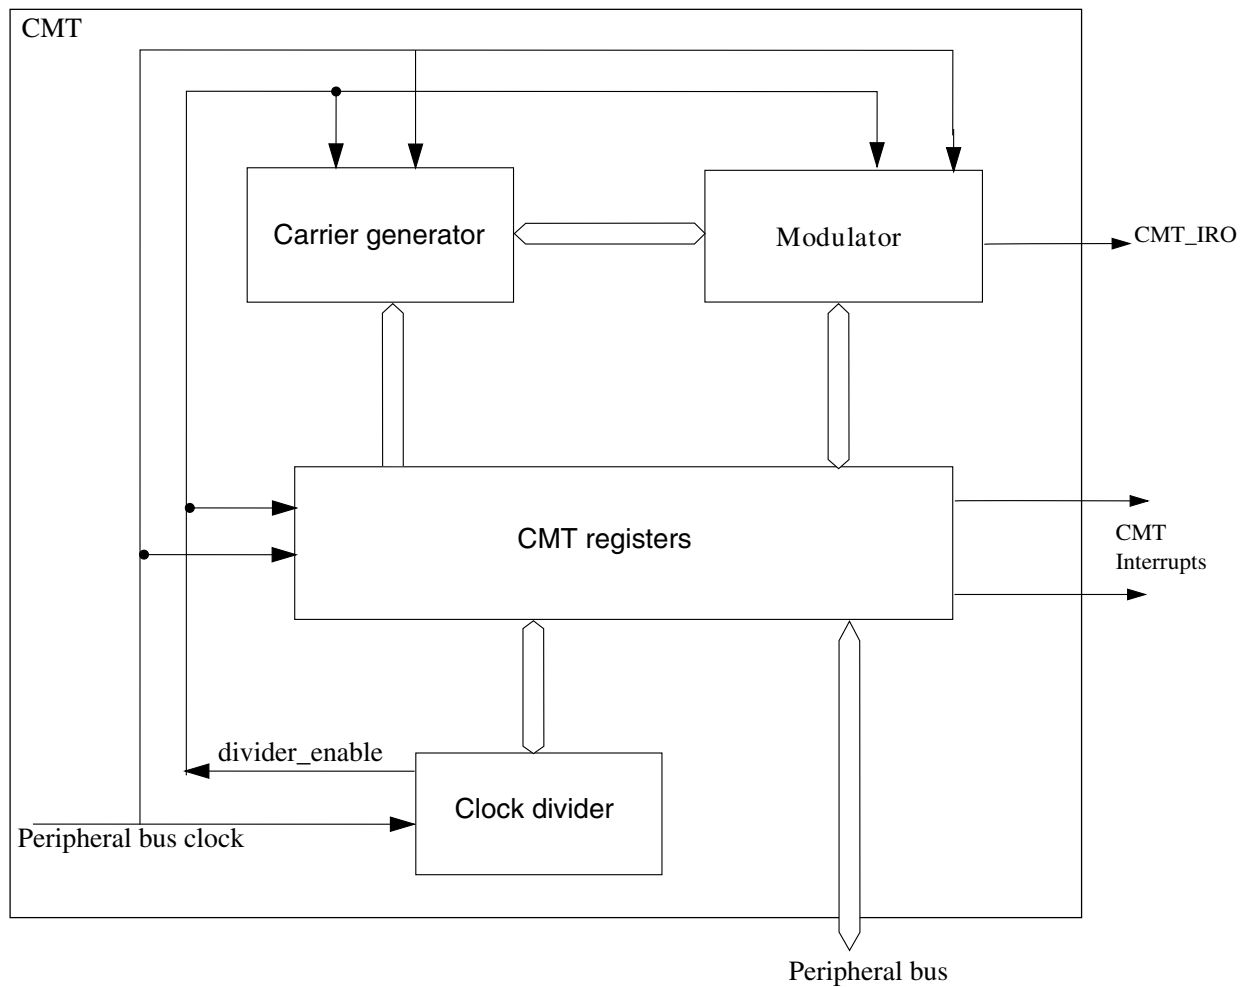 CMT
Carrier generator
Modulator
CMT_IRO
CMT registers
CMT
Interrupts
divider_enable
Clock divider
Peripheral bus clock
Peripheral bus